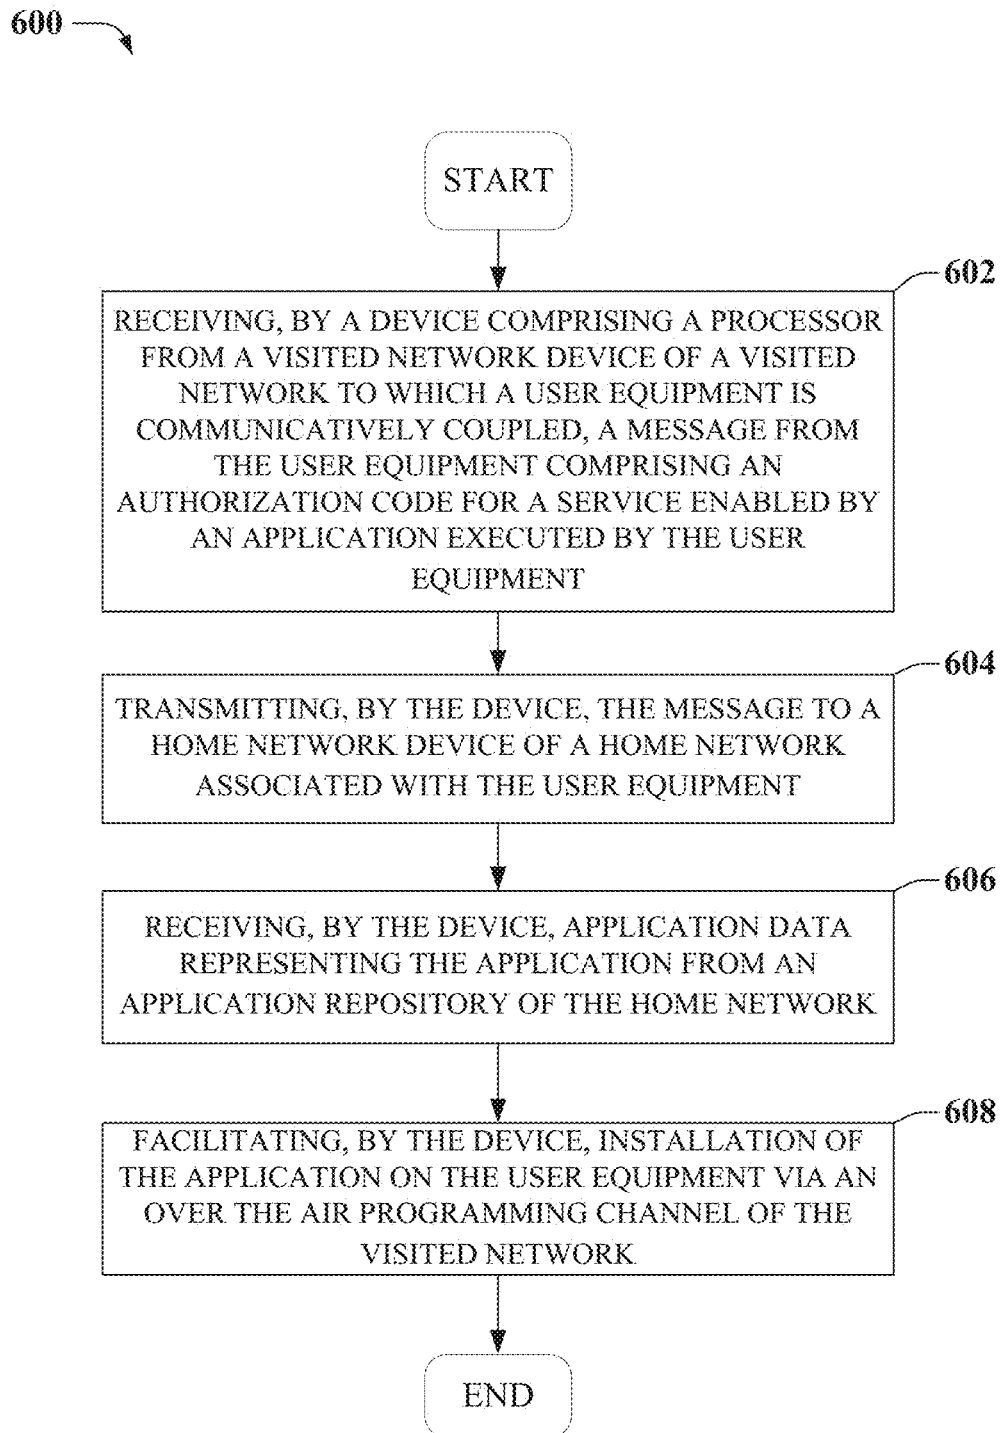 600
START
602
RECEIVING, BY A DEVICE COMPRISING A PROCESSOR
FROM A VISITED NETWORK DEVICE OF A VISITED
NETWORK TO WHICH A USER EQUIPMENT IS
COMMUNICATIVELY COUPLED, A MESSAGE FROM
THE USER EQUIPMENT COMPRISING AN
AUTHORIZATION CODE FOR A SERVICE ENABLED BY
AN APPLICATION EXECUTED BY THE USER
EQUIPMENT
604
TRANSMITTING, BY THE DEVICE, THE MESSAGE TO A
HOME NETWORK DEVICE OF A HOME NETWORK
ASSOCIATED WITH THE USER EQUIPMENT
606
RECEIVING, BY THE DEVICE, APPLICATION DATA
REPRESENTING THE APPLICATION FROM AN
APPLICATION REPOSITORY OF THE HOME NETWORK
608
FACILITATING, BY THE DEVICE, INSTALLATION OF
THE APPLICATION ON THE USER EQUIPMENT VIA AN
OVER THE AIR PROGRAMMING CHANNEL OF THE
VISITED NETWORK
END